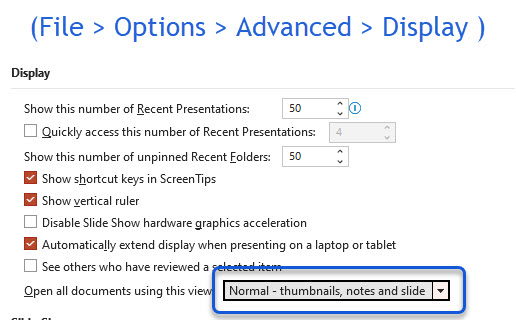 (File > Options > Advanced > Display )
Display
Show this number of Recent Presentations: 50
Quickly access this number of Recent Presentations: 4
Show this number of unpinned Recent Folders: 50
Show shortcut keys in ScreenTips
Show vertical ruler
Disable Slide Show hardware graphics acceleration
Automatically extend display when presenting on a laptop or tablet
See others who have reviewed a selected item
Open all documents using this view Normal - thumbnails, notes and slide